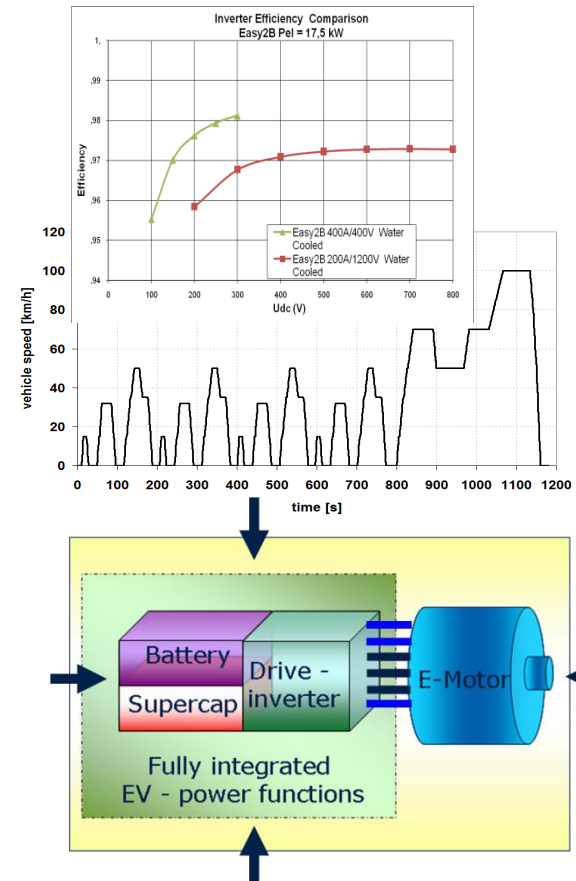 Inverter Efficiency Comparison
Easy2B Pel = 17,5 kW
1,
,99
,98
,97
,96
,95
,94
Efficiency
Easy2B 400A/400V Water
Cooled
Easy2B 200A/1200V Water
Cooled
0 100 200 300 400 500 600 700 800
Udc (V)
120
100
80
60
40
20
0
vehicle speed [km/h]
0 100 200 300 400 500 600 700 800 900 1000 1100 1200
time [s]
Battery
Supercap
Drive -
inverter
E-Motor
Fully integrated
EV - power functions